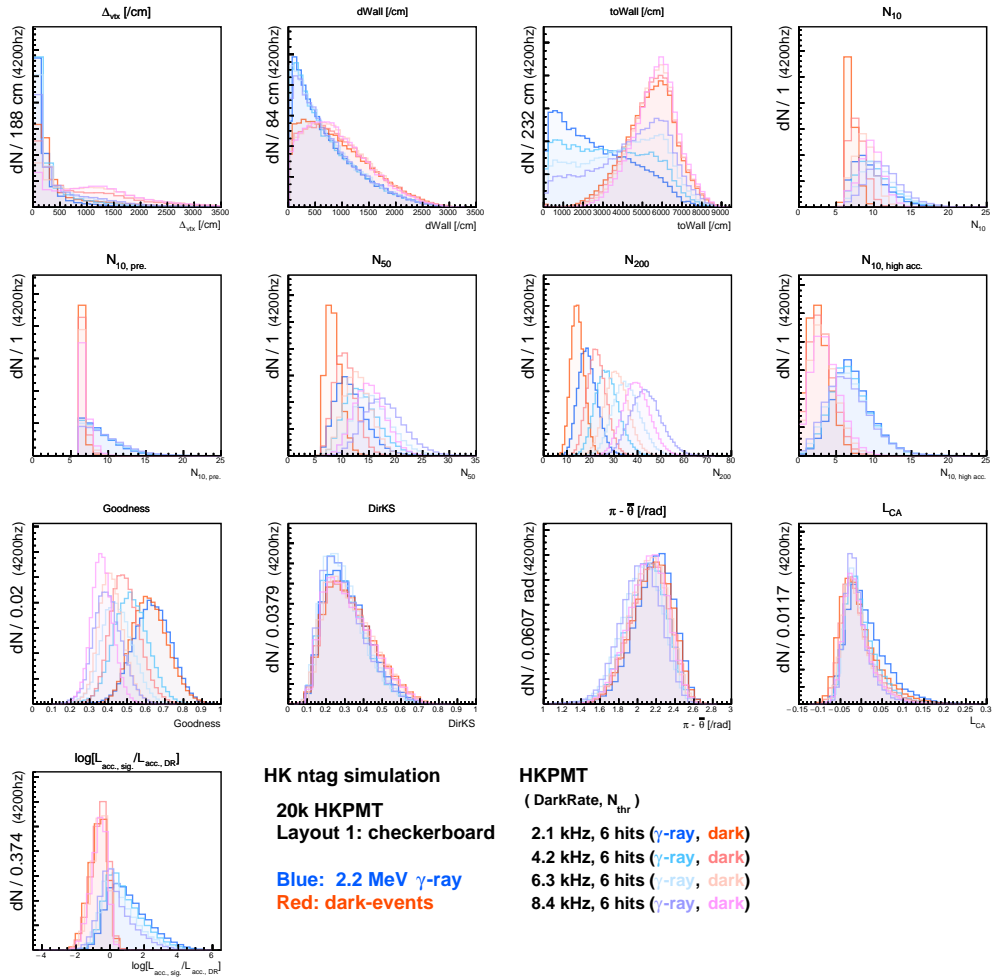 Δvtx [/cm]
dWall [/cm]
toWall [/cm]
N10
dN / 188 cm (4200hz)
dN / 84 cm (4200hz)
dN / 232 cm (4200hz)
dN / 1 (4200hz)
0 500 1000 1500 2000 2500 3000 3500
0 500 1000 1500 2000 2500 3000 3500
0 1000 2000 3000 4000 5000 6000 7000 8000 9000
0 5 10 15 20 25
Δvtx [/cm]
dWall [/cm]
toWall [/cm]
N10
N10, pre.
N50
N200
N10, high acc.
dN / 1 (4200hz)
dN / 1 (4200hz)
dN / 1 (4200hz)
dN / 1 (4200hz)
0 5 10 15 20 25
0 5 10 15 20 25 30 35
0 10 20 30 40 50 60 70 80
0 5 10 15 20 25
N10, pre.
N50
N200
N10, high acc.
Goodness
DirKS
π - θ̅ [/rad]
LCA
dN / 0.02 (4200hz)
dN / 0.0379 (4200hz)
dN / 0.0607 rad (4200hz)
dN / 0.0117 (4200hz)
0 0.1 0.2 0.3 0.4 0.5 0.6 0.7 0.8 0.9 1
0 0.1 0.2 0.3 0.4 0.5 0.6 0.7 0.8 0.9 1
1 1.2 1.4 1.6 1.8 2 2.2 2.4 2.6 2.8 3
−0.15 −0.1 −0.05 0 0.05 0.1 0.15 0.2 0.25 0.3
Goodness
DirKS
π - θ̅ [/rad]
LCA
log[Lacc., sig./Lacc., DR]
dN / 0.374 (4200hz)
−4 −2 0 2 4 6
log[Lacc., sig./Lacc., DR]
HK ntag simulation
20k HKPMT
Layout 1: checkerboard
Blue: 2.2 MeV γ-ray
Red: dark-events
HKPMT
( DarkRate, Nthr )
2.1 kHz, 6 hits (γ-ray, dark)
4.2 kHz, 6 hits (γ-ray, dark)
6.3 kHz, 6 hits (γ-ray, dark)
8.4 kHz, 6 hits (γ-ray, dark)